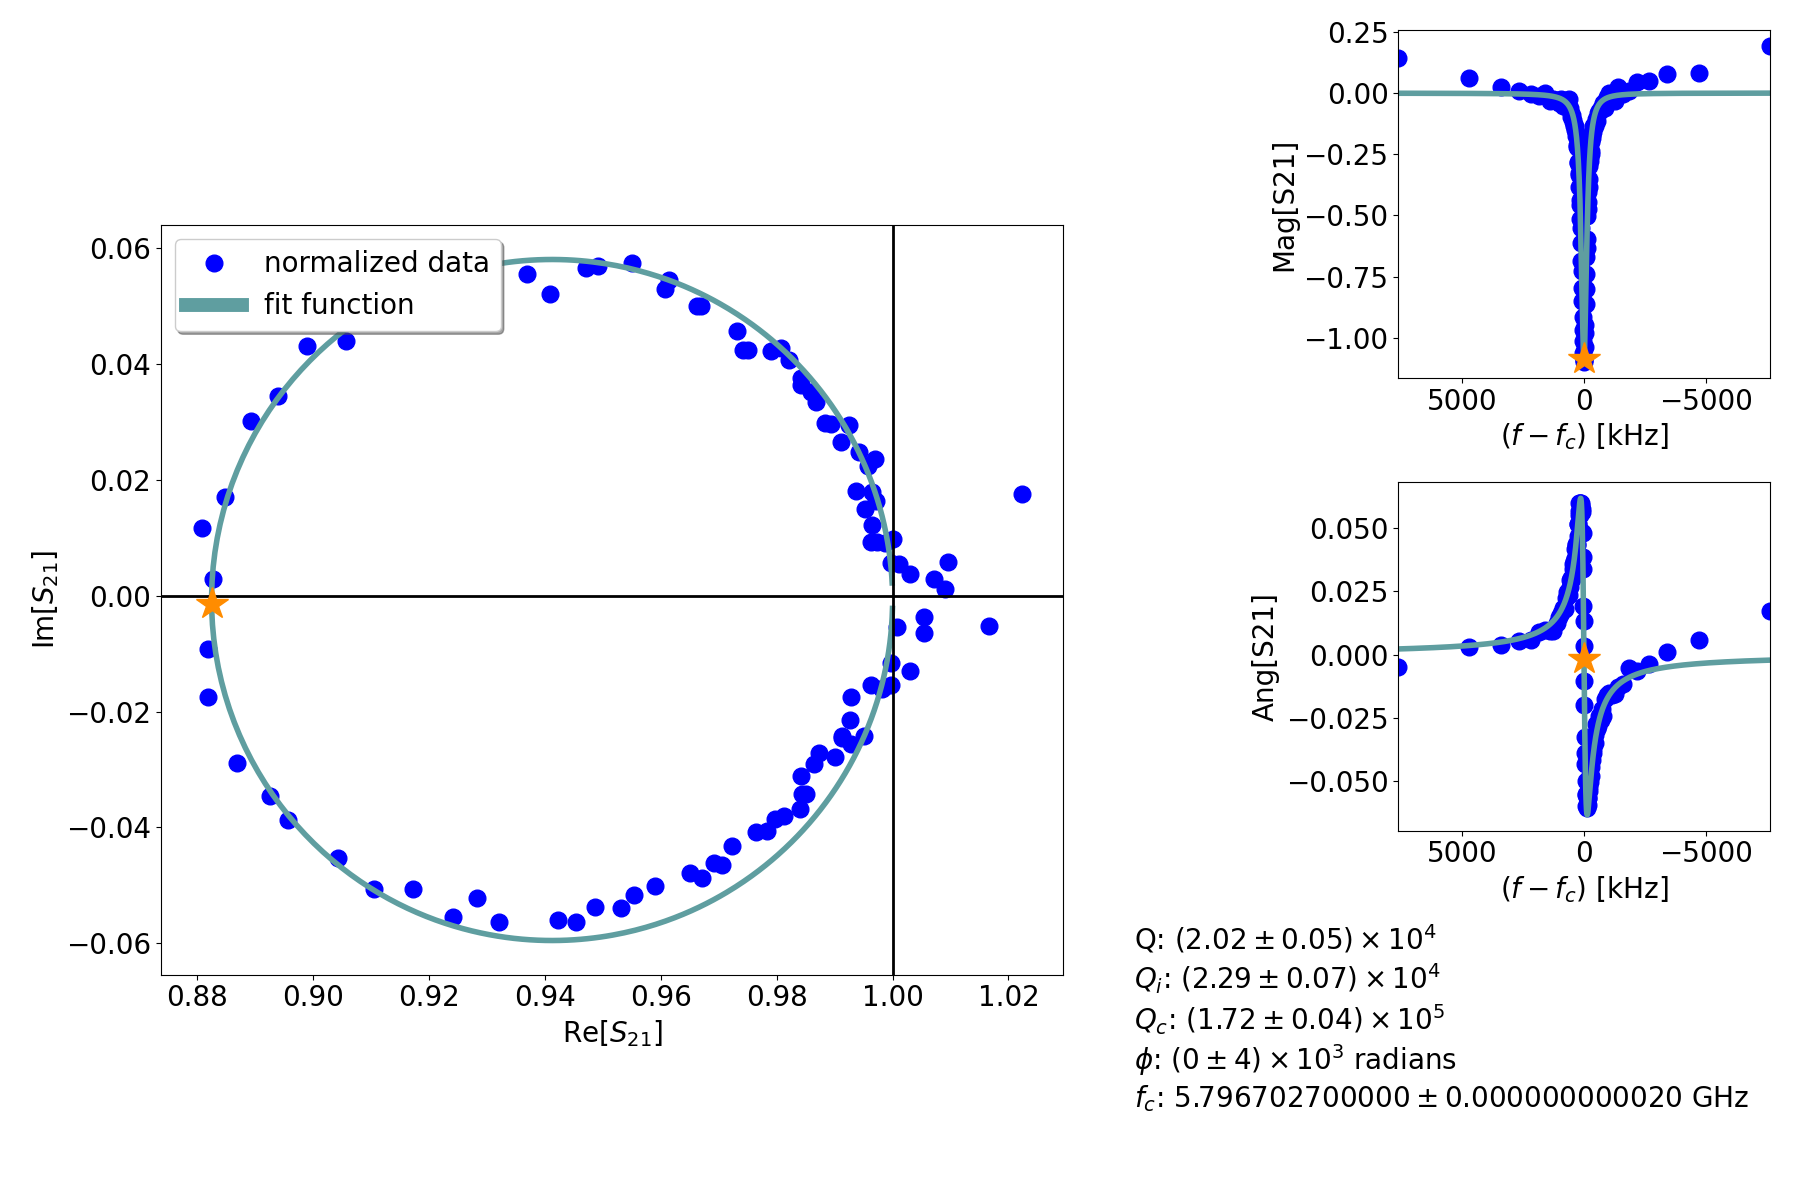 normalized data
fit function
0.06
0.04
0.02
0.00
−0.02
−0.04
−0.06
Im[S21]
0.88 0.90 0.92 0.94 0.96 0.98 1.00 1.02
Re[S21]
0.25
0.00
−0.25
−0.50
−0.75
−1.00
Mag[S21]
5000 0 −5000
(f − fc) [kHz]
0.050
0.025
0.000
−0.025
−0.050
Ang[S21]
5000 0 −5000
(f − fc) [kHz]
Q: (2.02 ± 0.05) × 10^4
Qi: (2.29 ± 0.07) × 10^4
Qc: (1.72 ± 0.04) × 10^5
ϕ: (0 ± 4) × 10^3 radians
fc: 5.796702700000 ± 0.000000000020 GHz